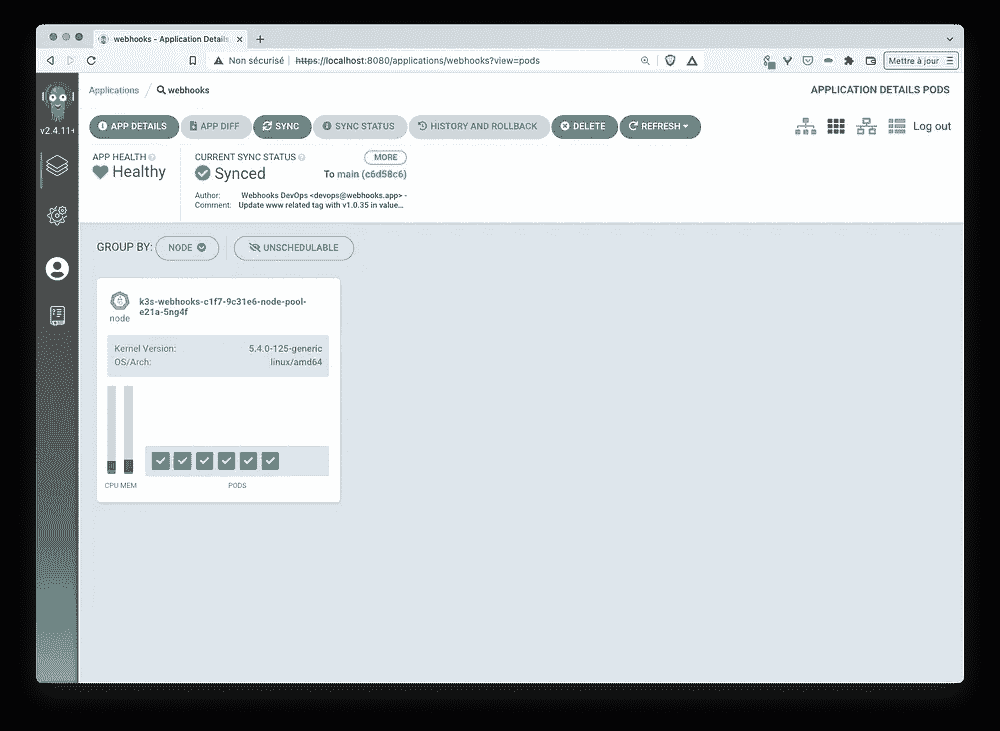 webhooks - Application Details
Non sécurisé
https://localhost:8080/applications/webhooks?view=pods
Mettre à jour
v2.4.11+
Applications / webhooks
APPLICATION DETAILS PODS
APP DETAILS
APP DIFF
SYNC
SYNC STATUS
HISTORY AND ROLLBACK
DELETE
REFRESH
Log out
APP HEALTH
Healthy
CURRENT SYNC STATUS
MORE
Synced
To main (c6d58c6)
Author: Webhooks DevOps <devops@webhooks.app> -
Comment: Update www related tag with v1.0.35 in value...
GROUP BY: NODE
UNSCHEDULABLE
k3s-webhooks-c1f7-9c31e6-node-pool-
e21a-5ng4f
node
Kernel Version: 5.4.0-125-generic
OS/Arch: linux/amd64
CPU MEM
PODS